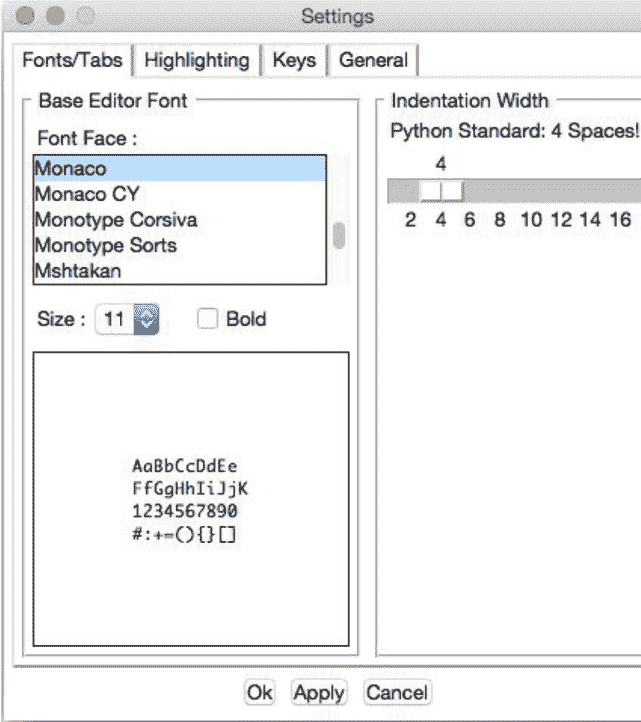 Settings
Fonts/Tabs Highlighting Keys General
Base Editor Font
Font Face :
Monaco
Monaco CY
Monotype Corsiva
Monotype Sorts
Mshtakan
Size : 11 Bold
AaBbCcDdEe
FfGgHhIiJjK
1234567890
#:+=(){}[]
Indentation Width
Python Standard: 4 Spaces!
4
2 4 6 8 10 12 14 16
Ok Apply Cancel